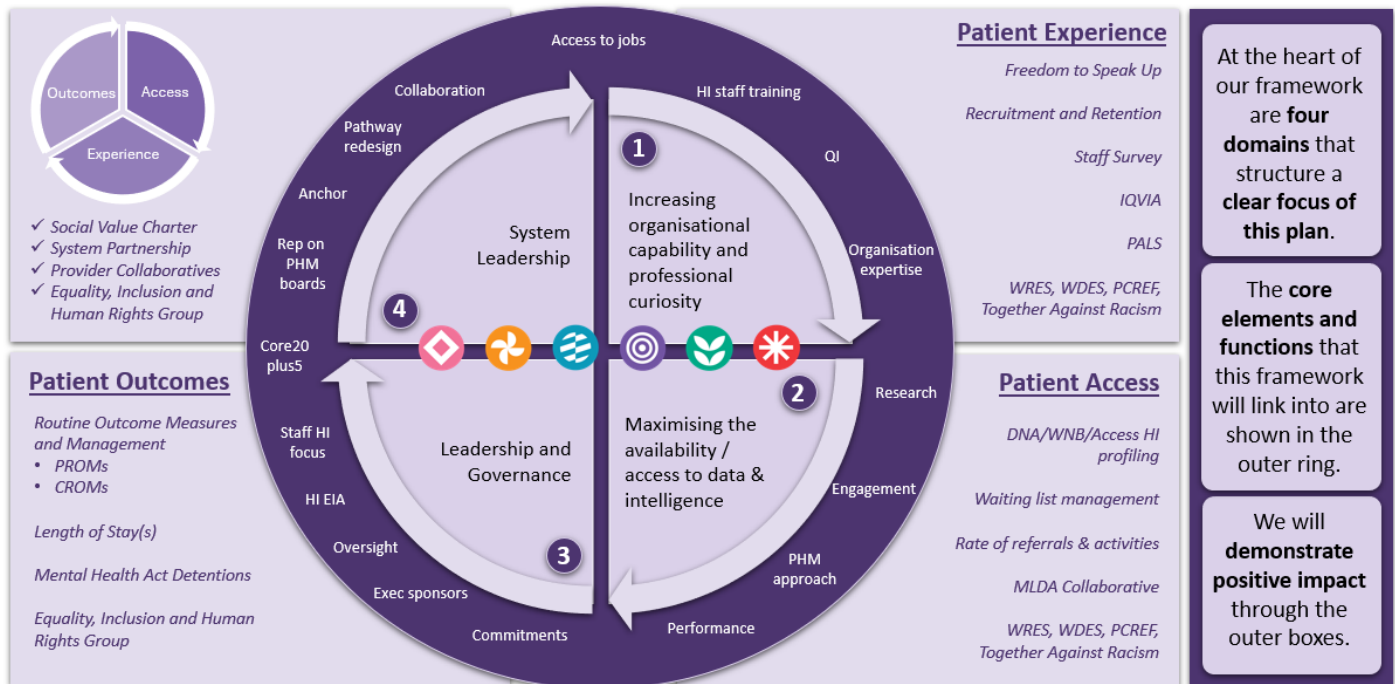 Outcomes
Access
Experience
✓ Social Value Charter
✓ System Partnership
✓ Provider Collaboratives
✓ Equality, Inclusion and
Human Rights Group
Patient Outcomes
Routine Outcome Measures
and Management
• PROMs
• CROMs
Length of Stay(s)
Mental Health Act Detentions
Equality, Inclusion and Human
Rights Group
Access to jobs
HI staff training
QI
Organisation
expertise
Research
Engagement
PHM
approach
Performance
Commitments
Exec sponsors
Oversight
HI EIA
Staff HI
focus
Core20
plus5
Rep on
PHM
boards
Anchor
Pathway
redesign
Collaboration
1
Increasing
organisational
capability and
professional
curiosity
2
Maximising the
availability /
access to data &
intelligence
3
Leadership and
Governance
4
System
Leadership
Patient Experience
Freedom to Speak Up
Recruitment and Retention
Staff Survey
IQVIA
PALS
WRES, WDES, PCREF,
Together Against Racism
Patient Access
DNA/WNB/Access HI
profiling
Waiting list management
Rate of referrals & activities
MLDA Collaborative
WRES, WDES, PCREF,
Together Against Racism
At the heart of
our framework
are four
domains that
structure a
clear focus of
this plan.
The core
elements and
functions that
this framework
will link into are
shown in the
outer ring.
We will
demonstrate
positive impact
through the
outer boxes.